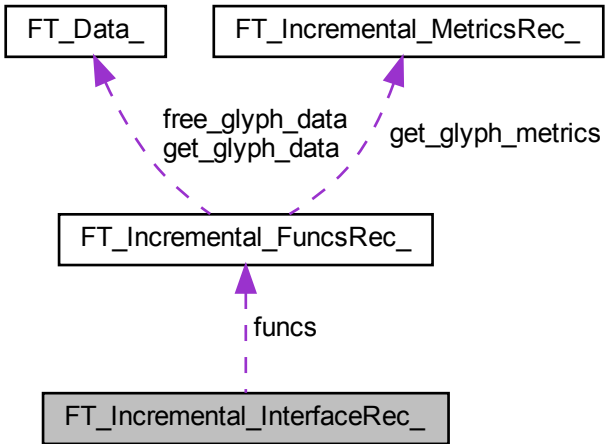 FT_Data_
FT_Incremental_MetricsRec_
free_glyph_data
get_glyph_data
get_glyph_metrics
FT_Incremental_FuncsRec_
funcs
FT_Incremental_InterfaceRec_